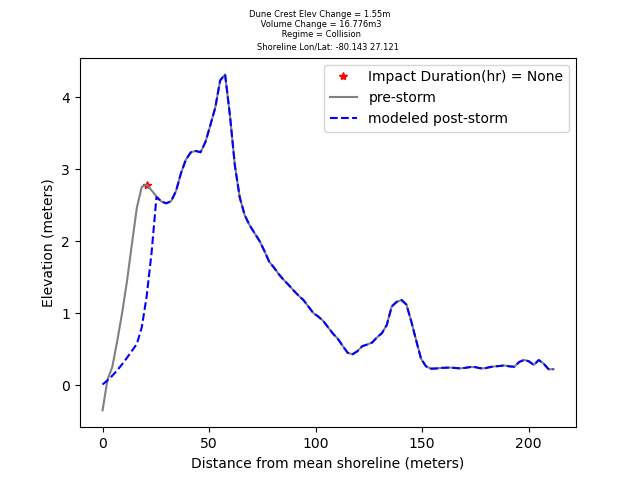 Dune Crest Elev Change = 1.55m
Volume Change = 16.776m3
Regime = Collision
Shoreline Lon/Lat: -80.143 27.121
Impact Duration(hr) = None
pre-storm
modeled post-storm
Elevation (meters)
4
3
2
1
0
0 50 100 150 200
Distance from mean shoreline (meters)